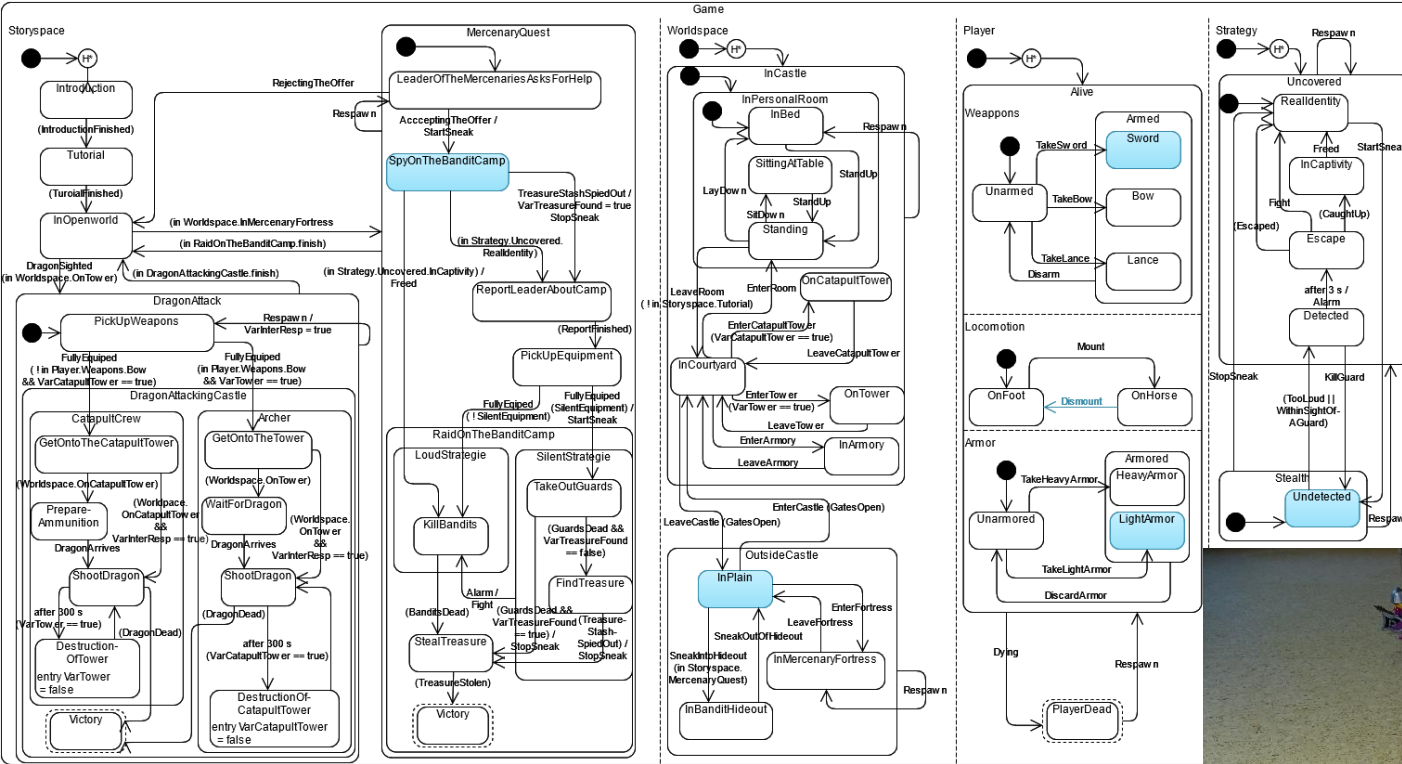 Game
Storyspace
H*
Introduction
(IntroductionFinished)
Tutorial
(TurorialFinished)
InOpenworld
DragonSighted
(in Worldspace.OnTower)
RejectingTheOffer
(in Worldspace.InMercenaryFortress)
(in RaidOnTheBanditCamp.finish)
(in DragonAttackingCastle.finish)
DragonAttack
PickUpWeapons
Respawn /
VarInterResp = true
FullyEquiped
( ! in Player.Weapons.Bow
&& VarCatapultTower == true)
FullyEquiped
(in Player.Weapons.Bow
&& VarTower == true)
DragonAttackingCastle
CatapultCrew
GetOntoTheCatapultTower
(Worldspace.OnCatapultTower)
Prepare-
Ammunition
DragonArrives
(Worldpace.
OnCatapultTower
&&
VarInterResp == true)
ShootDragon
after 300 s
(VarTower == true)
(DragonDead)
Destruction-
OfTower
entry VarTower
= false
Victory
Archer
GetOntoTheTower
(Worldspace.OnTower)
WaitForDragon
DragonArrives
(Worldspace.
OnTower
&&
VarInterResp == true)
ShootDragon
(DragonDead)
after 300 s
(VarCatapultTower == true)
DestructionOf-
CatapultTower
entry VarCatapultTower
= false
MercenaryQuest
LeaderOfTheMercenariesAsksForHelp
Respawn
AccceptingTheOffer /
StartSneak
SpyOnTheBanditCamp
TreasureStashSpiedOut /
VarTreasureFound = true
StopSneak
(in Strategy.Uncovered.
RealIdentity)
(in Strategy.Uncovered.InCaptivity) /
Freed
ReportLeaderAboutCamp
(ReportFinished)
PickUpEquipment
FullyEqiped
( ! SilentEquipment)
FullyEquiped
(SilentEquipment) /
StartSneak
RaidOnTheBanditCamp
LoudStrategie
KillBandits
(BanditsDead)
Alarm /
Fight
SilentStrategie
TakeOutGuards
(GuardsDead &&
VarTreasureFound
== false)
FindTreasure
(GuardsDead &&
VarTreasureFound
== true) /
StopSneak
(Treasure-
Stash-
SpiedOut) /
StopSneak
StealTreasure
(TreasureStolen)
Victory
Worldspace
H*
InCastle
InPersonalRoom
InBed
Respawn
SittingAtTable
StandUp
LayDown
SitDown
StandUp
Standing
LeaveRoom
( ! in.Storyspace.Tutorial)
EnterRoom
OnCatapultTower
EnterCatapultTower
(VarCatapultTower == true)
LeaveCatapultTower
InCourtyard
EnterTower
(VarTower == true)
OnTower
LeaveTower
EnterArmory
InArmory
LeaveArmory
LeaveCastle (GatesOpen)
EnterCastle (GatesOpen)
OutsideCastle
InPlain
EnterFortress
LeaveFortress
SneakOutOfHideout
SneakIntoHideout
(in Storyspace.
MercenaryQuest)
InMercenaryFortress
Respawn
InBanditHideout
Player
H*
Alive
Weappons
Armed
Sword
TakeSword
Unarmed
TakeBow
Bow
TakeLance
Lance
Disarm
Locomotion
Mount
OnFoot
Dismount
OnHorse
Armor
Armored
HeavyArmor
TakeHeavyArmor
Unarmored
LightArmor
TakeLightArmor
DiscardArmor
Dying
Respawn
PlayerDead
Strategy
H*
Respawn
Uncovered
RealIdentity
Freed
StartSneak
InCaptivity
Fight
(CaughtUp)
(Escaped)
Escape
after 3 s /
Alarm
Detected
StopSneak
KillGuard
(TooLoud ||
WithinSightOf-
AGuard)
Stealth
Undetected
Respaw